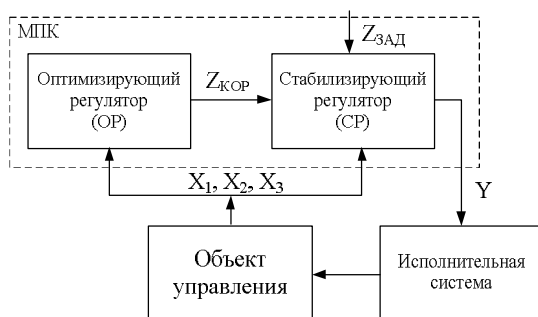 МПК
Z_ЗАД
Оптимизирующий
регулятор
(ОР)
Z_КОР
Стабилизирующий
регулятор
(СР)
X₁, X₂, X₃
Y
Объект
управления
Исполнительная
система